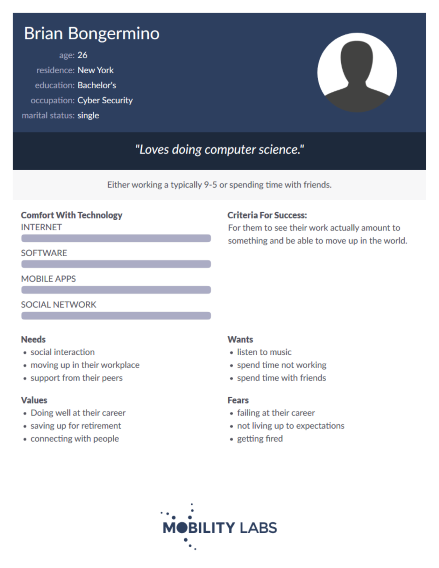 Brian Bongermino
age: 26
residence: New York
education: Bachelor's
occupation: Cyber Security
marital status: single
"Loves doing computer science."
Either working a typically 9-5 or spending time with friends.
Comfort With Technology
INTERNET
SOFTWARE
MOBILE APPS
SOCIAL NETWORK
Criteria For Success:
For them to see their work actually amount to
something and be able to move up in the world.
Needs
• social interaction
• moving up in their workplace
• support from their peers
Wants
• listen to music
• spend time not working
• spend time with friends
Values
• Doing well at their career
• saving up for retirement
• connecting with people
Fears
• failing at their career
• not living up to expectations
• getting fired
MOBILITY LABS